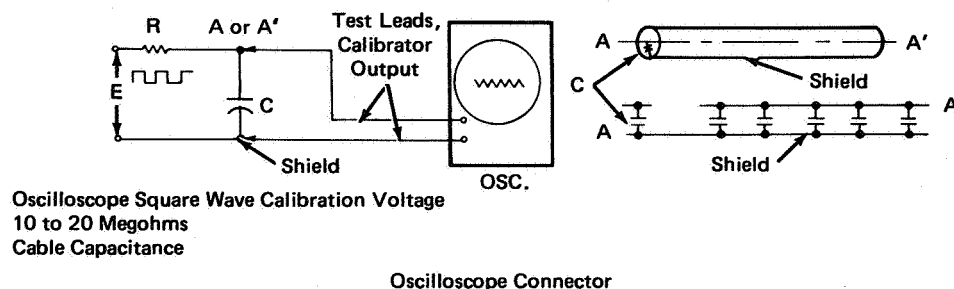 R
A or A'
Test Leads,
Calibrator
Output
E
C
Shield
OSC.
A
A'
Shield
C
A
A
Shield
Oscilloscope Square Wave Calibration Voltage
10 to 20 Megohms
Cable Capacitance
Oscilloscope Connector